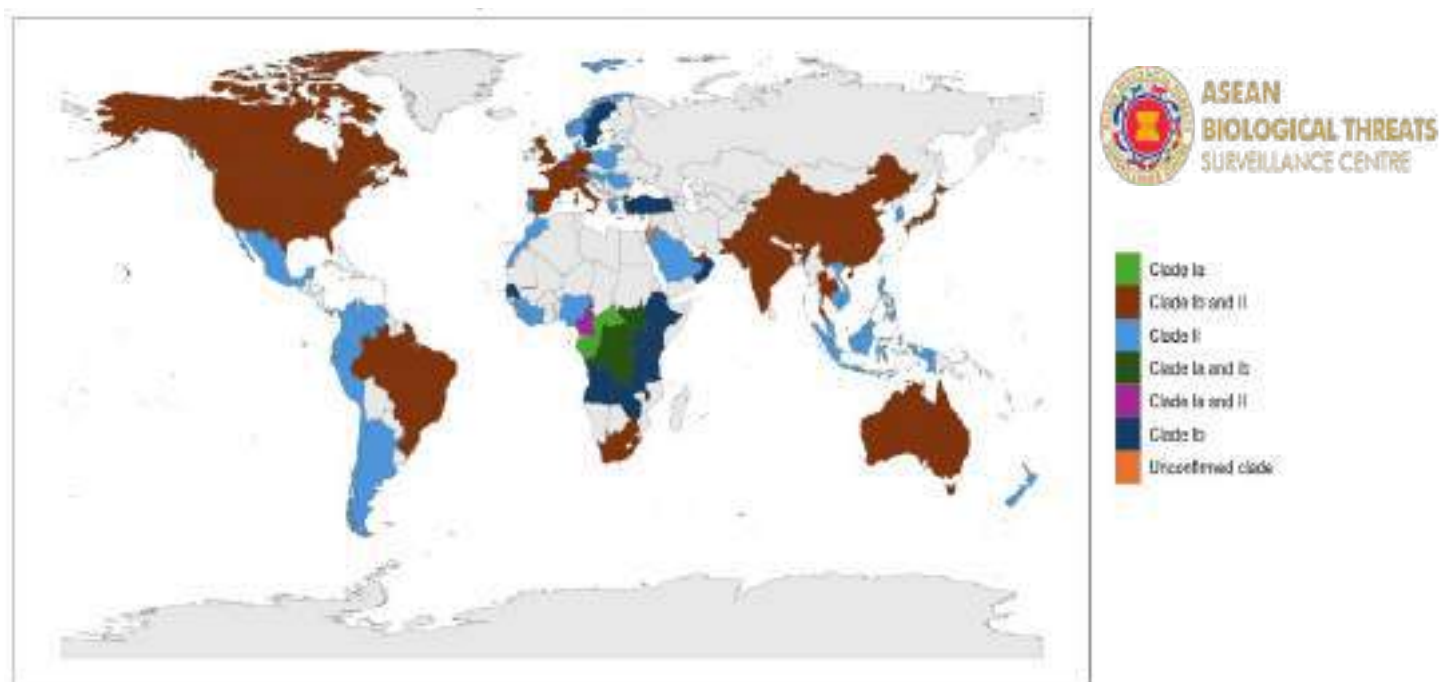 ASEAN
BIOLOGICAL THREATS
SURVEILLANCE CENTRE
Clade Ia
Clade Ib and II
Clade II
Clade Ia and Ib
Clade Ia and II
Clade Ib
Unconfirmed clade